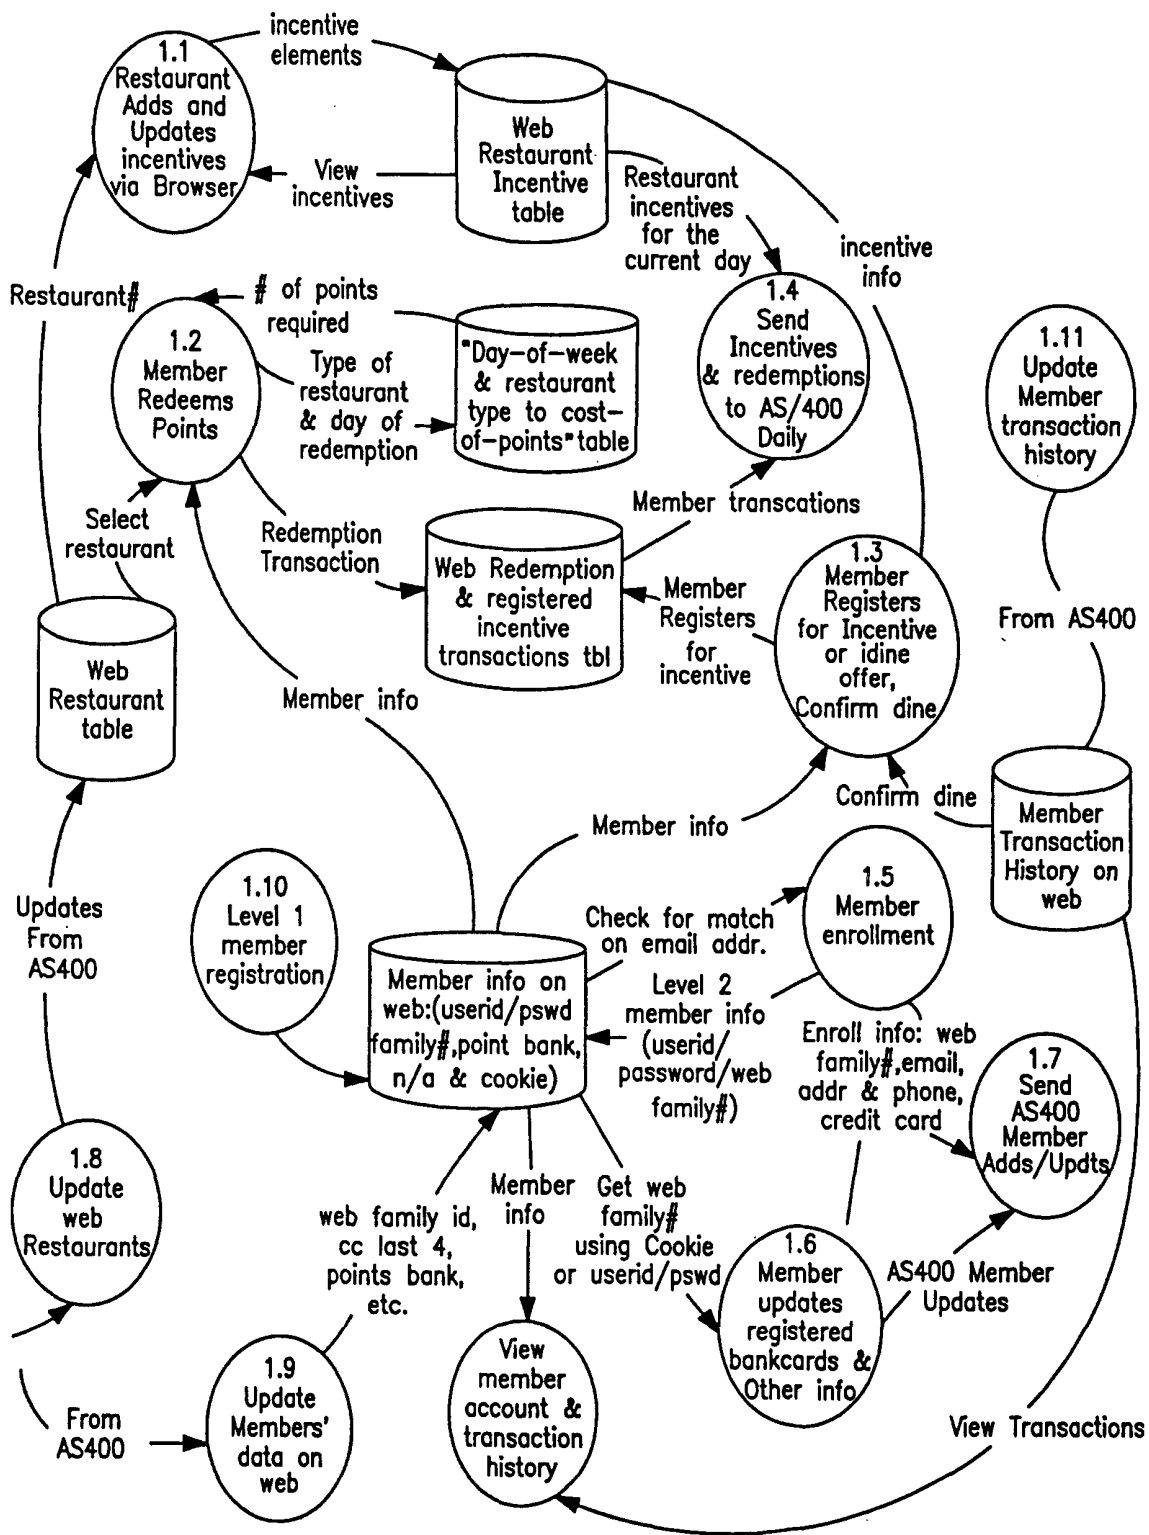 incentive
elements
1.1
Restaurant
Adds and
Updates
incentives
via Browser
View
incentives
Web
Restaurant
Incentive
table
Restaurant
incentives
for the
current day
incentive
info
Restaurant#
# of points
required
1.2
Member
Redeems
Points
Type of
restaurant
& day of
redemption
"Day-of-week
& restaurant
type to cost-
of-points" table
1.4
Send
Incentives
& redemptions
to AS/400
Daily
1.11
Update
Member
transaction
history
Select
restaurant
Redemption
Transaction
Member transcations
Web Redemption
& registered
incentive
transactions tbl
Member
Registers
for
incentive
1.3
Member
Registers
for Incentive
or idine
offer,
Confirm dine
From AS400
Web
Restaurant
table
Member info
Member info
Confirm dine
Member
Transaction
History on
web
Updates
From
AS400
1.10
Level 1
member
registration
Check for match
on email addr.
1.5
Member
enrollment
Member info on
web:(userid/pswd
family#,point bank,
n/a & cookie)
Level 2
member info
(userid/
password/web
family#)
Enroll info: web
family#,email,
addr & phone,
credit card
1.7
Send
AS400
Member
Adds/Updts
1.8
Update
web
Restaurants
web family id,
cc last 4,
points bank,
etc.
Member
info
Get web
family#
using Cookie
or userid/pswd
1.6
Member
updates
registered
bankcards &
Other info
AS400 Member
Updates
From
AS400
1.9
Update
Members'
data on
web
View
member
account &
transaction
history
View Transactions